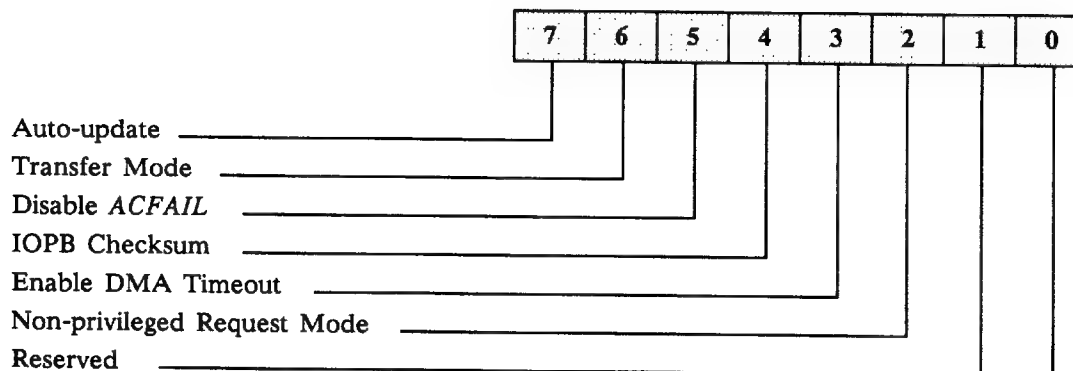 7 6 5 4 3 2 1 0
Auto-update
Transfer Mode
Disable ACFAIL
IOPB Checksum
Enable DMA Timeout
Non-privileged Request Mode
Reserved